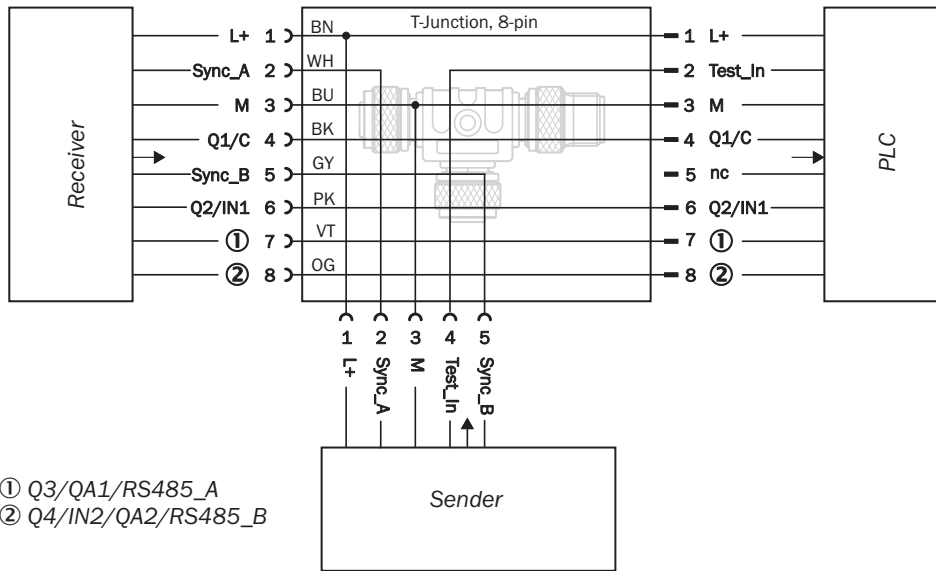 T-Junction, 8-pin
Receiver
L+ 1 BN 1 L+
Sync_A 2 WH 2 Test_In
M 3 BU 3 M
Q1/C 4 BK 4 Q1/C
Sync_B 5 GY 5 nc
Q2/IN1 6 PK 6 Q2/IN1
① 7 VT 7 ①
② 8 OG 8 ②
PLC
1 2 3 4 5
L+ Sync_A M Test_In Sync_B
Sender
① Q3/QA1/RS485_A
② Q4/IN2/QA2/RS485_B